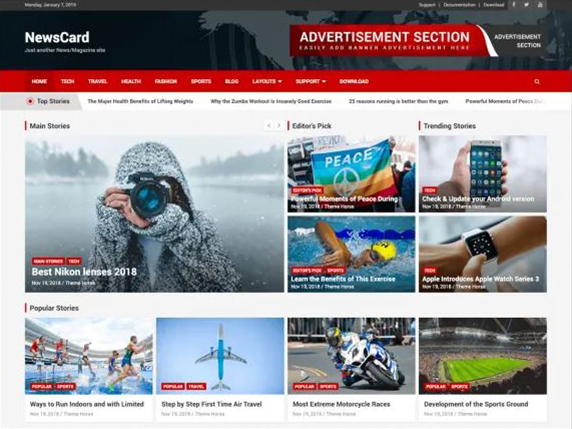 Monday, January 7, 2019
Support | Documentation | Download
NewsCard
Just another News/Magazine site
ADVERTISEMENT SECTION
EASILY ADD BANNER ADVERTISEMENT HERE
ADVERTISEMENT
SECTION
HOME TECH TRAVEL HEALTH FASHION SPORTS BLOG LAYOUTS SUPPORT DOWNLOAD
Top Stories
The Major Health Benefits of Lifting Weights
Why the Zumba Workout Is Insanely Good Exercise
25 reasons running is better than the gym
Powerful Moments of Peace
Main Stories
Nikon
MAIN STORIES TECH
Best Nikon lenses 2018
Nov 19, 2018 / Theme Horse
Editor's Pick
PEACE
EDITOR'S PICK
Powerful Moments of Peace During
Nov 19, 2018 / Theme Horse
EDITOR'S PICK SPORTS
Learn the Benefits of This Exercise
Nov 19, 2018 / Theme Horse
Trending Stories
TECH
Check & Update your Android version
Nov 19, 2018 / Theme Horse
TECH
Apple Introduces Apple Watch Series 3
Nov 19, 2018 / Theme Horse
Popular Stories
POPULAR SPORTS
Ways to Run Indoors and with Limited
Nov 19, 2018 / Theme Horse
POPULAR TRAVEL
Step by Step First Time Air Travel
Nov 19, 2018 / Theme Horse
POPULAR SPORTS
Most Extreme Motorcycle Races
Nov 19, 2018 / Theme Horse
POPULAR SPORTS
Development of the Sports Ground
Nov 19, 2018 / Theme Horse